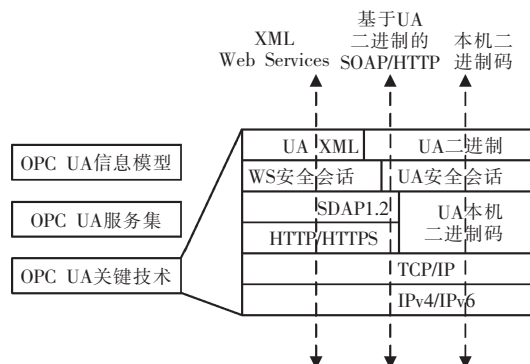 XML
Web Services
基于UA
二进制的
SOAP/HTTP
本机二
进制码
OPC UA信息模型
OPC UA服务集
OPC UA关键技术
UA XML
UA二进制
WS安全会话
UA安全会话
SDAP1.2
HTTP/HTTPS
UA本机
二进制码
TCP/IP
IPv4/IPv6